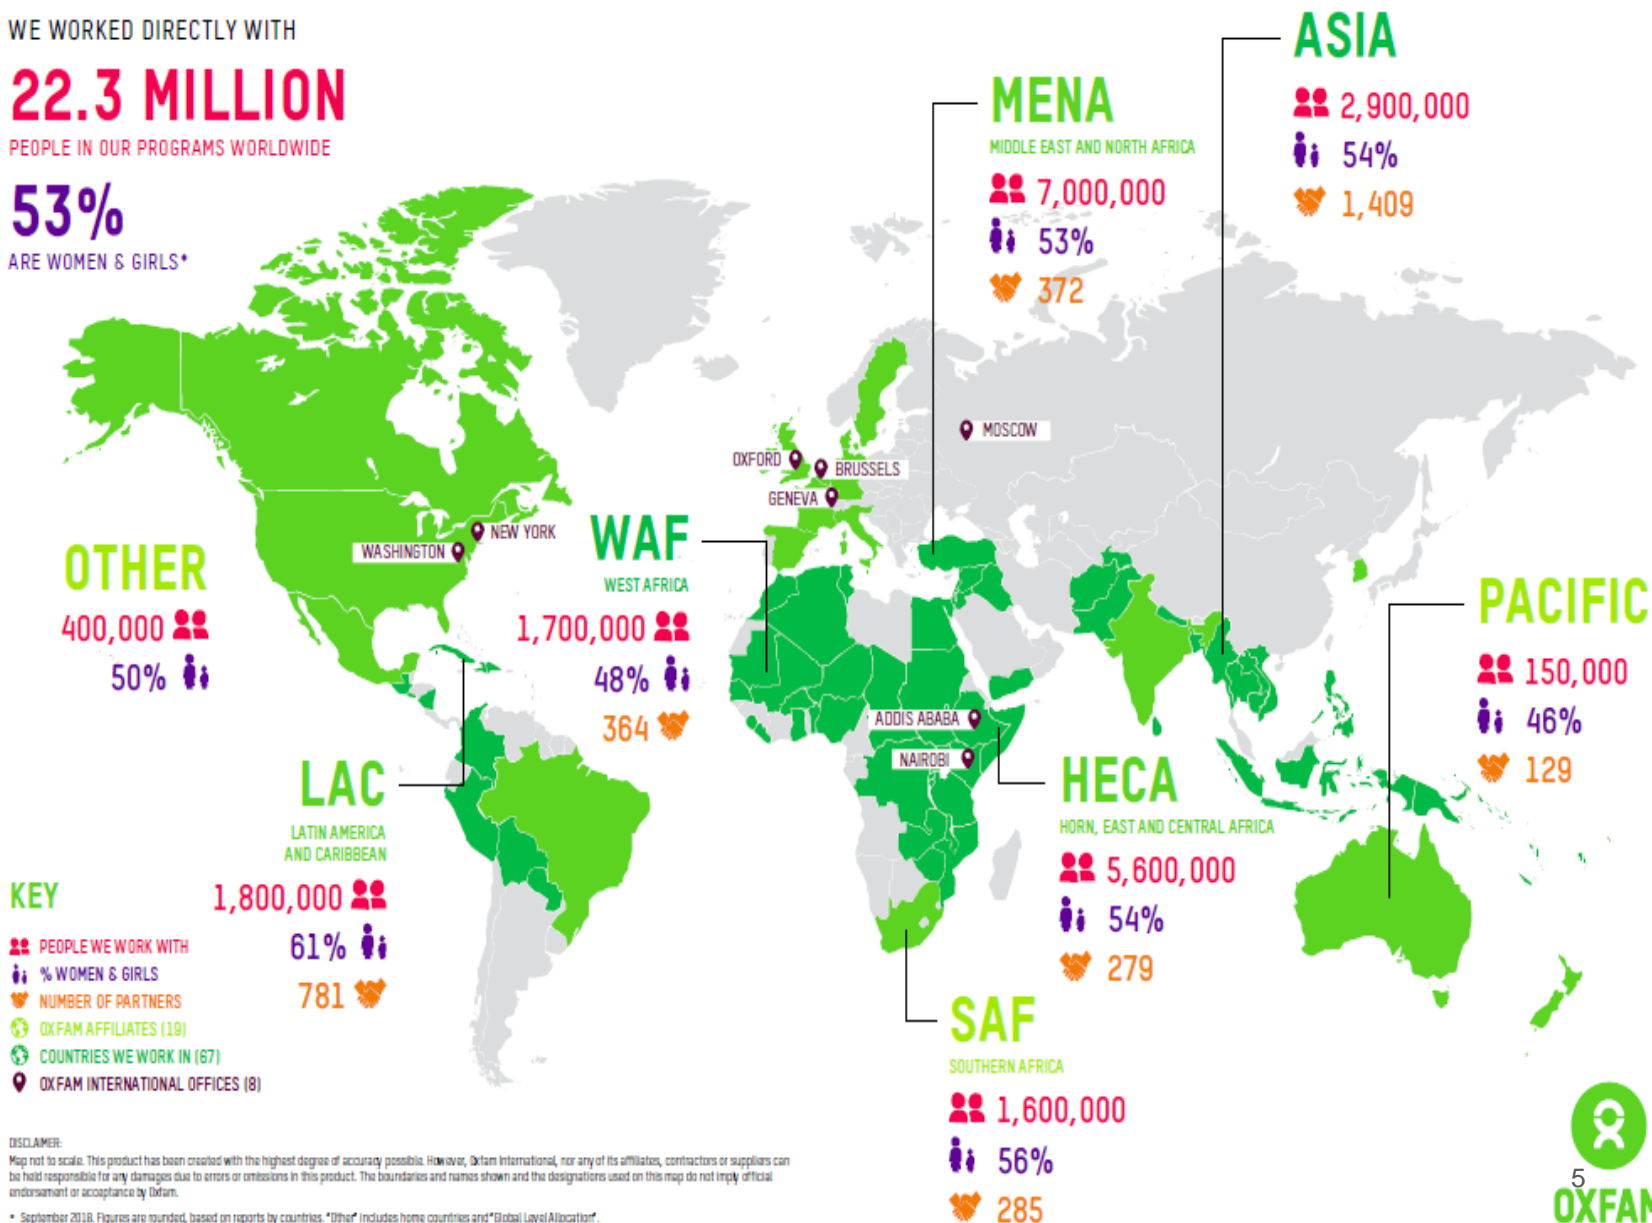 WE WORKED DIRECTLY WITH
22.3 MILLION
PEOPLE IN OUR PROGRAMS WORLDWIDE
53%
ARE WOMEN & GIRLS*
ASIA
2,900,000
54%
1,409
MENA
MIDDLE EAST AND NORTH AFRICA
7,000,000
53%
372
MOSCOW
OXFORD
BRUSSELS
GENEVA
NEW YORK
WASHINGTON
OTHER
400,000
50%
WAF
WEST AFRICA
1,700,000
48%
364
PACIFIC
150,000
46%
129
ADDIS ABABA
NAIROBI
LAC
LATIN AMERICA
AND CARIBBEAN
1,800,000
61%
781
HECA
HORN, EAST AND CENTRAL AFRICA
5,600,000
54%
279
SAF
SOUTHERN AFRICA
1,600,000
56%
285
KEY
PEOPLE WE WORK WITH
% WOMEN & GIRLS
NUMBER OF PARTNERS
OXFAM AFFILIATES (19)
COUNTRIES WE WORK IN (67)
OXFAM INTERNATIONAL OFFICES (8)
DISCLAIMER:
Map not to scale. This product has been created with the highest degree of accuracy possible. However, Oxfam International, nor any of its affiliates, contractors or suppliers can
be held responsible for any damages due to errors or omissions in this product. The boundaries and names shown and the designations used on this map do not imply official
endorsement or acceptance by Oxfam.
* September 2018. Figures are rounded, based on reports by countries. "Other" includes home countries and "Global Level Allocation".
5
OXFAM